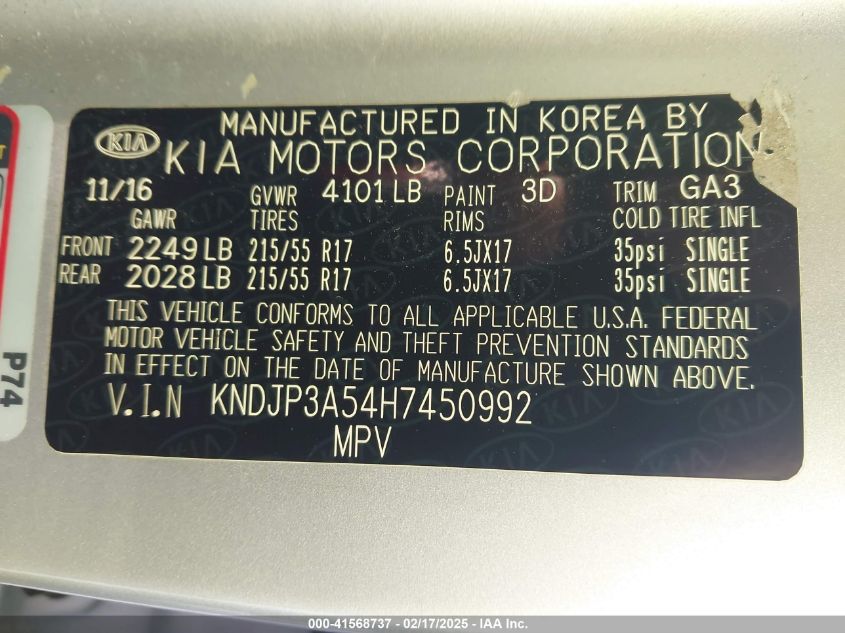 MANUFACTURED IN KOREA BY
KIA KIA MOTORS CORPORATION
11/16 GVWR 4101 LB PAINT 3D TRIM GA3
GAWR TIRES RIMS COLD TIRE INFL
FRONT 2249 LB 215/55 R17 6.5JX17 35psi SINGLE
REAR 2028 LB 215/55 R17 6.5JX17 35psi SINGLE
THIS VEHICLE CONFORMS TO ALL APPLICABLE U.S.A. FEDERAL
MOTOR VEHICLE SAFETY AND THEFT PREVENTION STANDARDS
IN EFFECT ON THE DATE OF MANUFACTURE SHOWN ABOVE.
V.I.N KNDJP3A54H7450992
MPV
P74
000-41568737 - 02/17/2025 - IAA Inc.